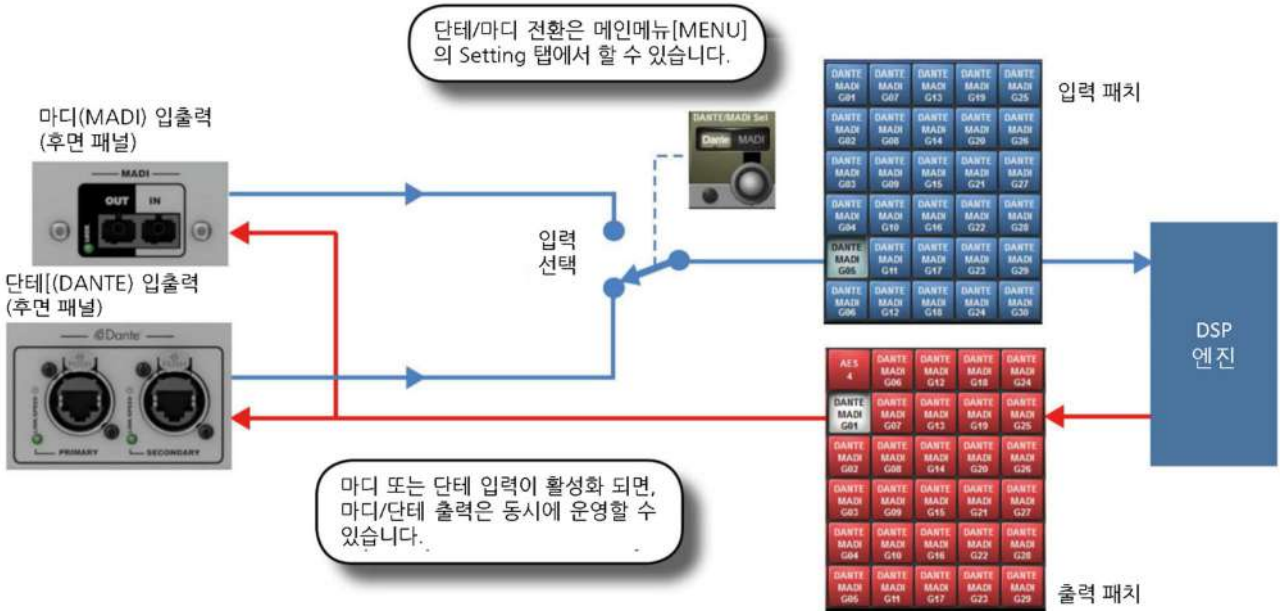 단테/마디 전환은 메인메뉴[MENU]
의 Setting 탭에서 할 수 있습니다.
마디(MADI) 입출력
(후면 패널)
MADI
OUT
IN
LOCK
단테[(DANTE) 입출력
(후면 패널)
Dante
LINK/SPEED
LINK/SPEED
PRIMARY
SECONDARY
입력
선택
DANTE/MADI Sel
Dante MADI
입력 패치
DANTE DANTE DANTE DANTE DANTE
MADI MADI MADI MADI MADI
G01 G07 G13 G19 G25
DANTE DANTE DANTE DANTE DANTE
MADI MADI MADI MADI MADI
G02 G08 G14 G20 G26
DANTE DANTE DANTE DANTE DANTE
MADI MADI MADI MADI MADI
G03 G09 G15 G21 G27
DANTE DANTE DANTE DANTE DANTE
MADI MADI MADI MADI MADI
G04 G10 G16 G22 G28
DANTE DANTE DANTE DANTE DANTE
MADI MADI MADI MADI MADI
G05 G11 G17 G23 G29
DANTE DANTE DANTE DANTE DANTE
MADI MADI MADI MADI MADI
G06 G12 G18 G24 G30
DSP
엔진
AES DANTE DANTE DANTE DANTE
4 MADI MADI MADI MADI
G06 G12 G18 G24
DANTE DANTE DANTE DANTE DANTE
MADI MADI MADI MADI MADI
G01 G07 G13 G19 G25
DANTE DANTE DANTE DANTE DANTE
MADI MADI MADI MADI MADI
G02 G08 G14 G20 G26
DANTE DANTE DANTE DANTE DANTE
MADI MADI MADI MADI MADI
G03 G09 G15 G21 G27
DANTE DANTE DANTE DANTE DANTE
MADI MADI MADI MADI MADI
G04 G10 G16 G22 G28
DANTE DANTE DANTE DANTE DANTE
MADI MADI MADI MADI MADI
G05 G11 G17 G23 G29
출력 패치
마디 또는 단테 입력이 활성화 되면,
마디/단테 출력은 동시에 운영할 수
있습니다.